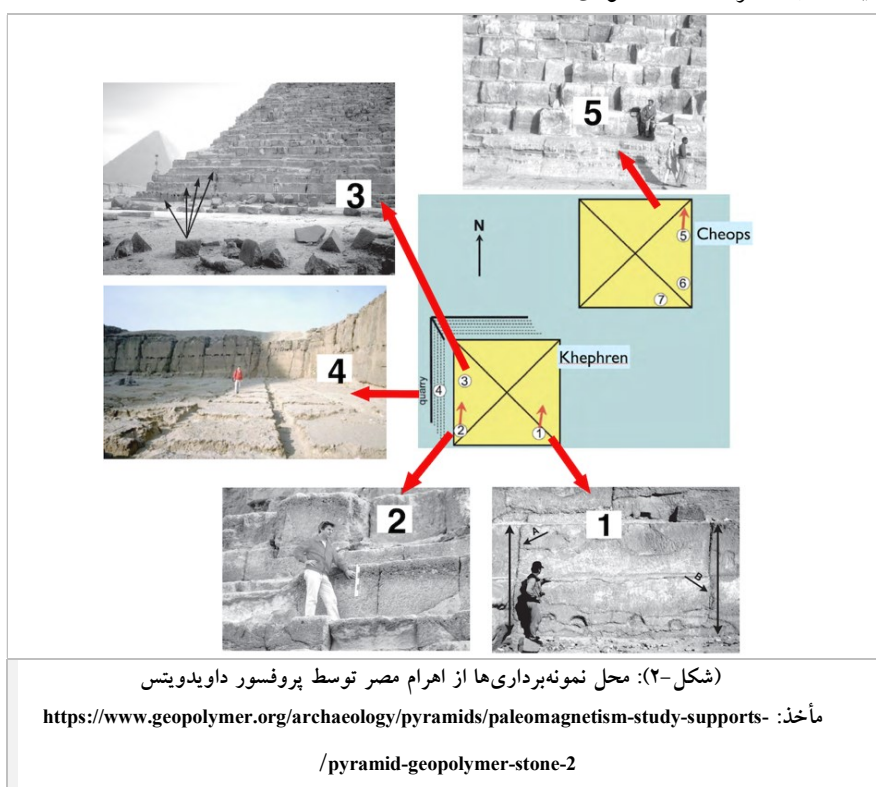 5
3
N
5
Cheops
6
7
4
Khephren
quarry
4
3
2
1
2
1
A
B
(شکل-۲): محل نمونه‌برداری‌ها از اهرام مصر توسط پروفسور داویدویتس
مأخذ: https://www.geopolymer.org/archaeology/pyramids/paleomagnetism-study-supports-
/pyramid-geopolymer-stone-2